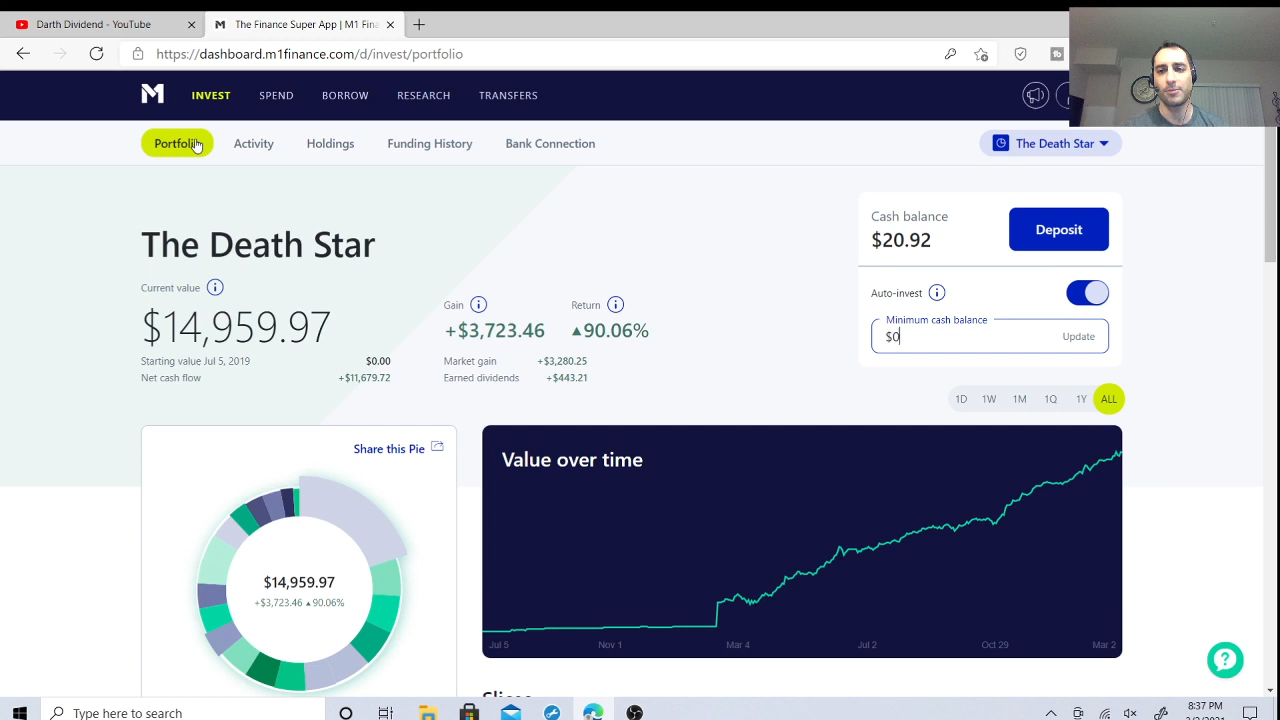 Darth Dividend - YouTube
The Finance Super App | M1 Fina
https://dashboard.m1finance.com/d/invest/portfolio
INVEST SPEND BORROW RESEARCH TRANSFERS
Portfolio Activity Holdings Funding History Bank Connection The Death Star
The Death Star
Cash balance
$20.92
Deposit
Current value
$14,959.97
Gain Return
+$3,723.46 ▲90.06%
Auto-invest
Minimum cash balance
$0 Update
Starting value Jul 5, 2019 $0.00
Net cash flow +$11,679.72
Market gain +$3,280.25
Earned dividends +$443.21
1D 1W 1M 1Q 1Y ALL
Share this Pie
Value over time
$14,959.97
+$3,723.46 ▲90.06%
Jul 5 Nov 1 Mar 4 Jul 2 Oct 29 Mar 2
Slices
Type here to search
8:37 PM